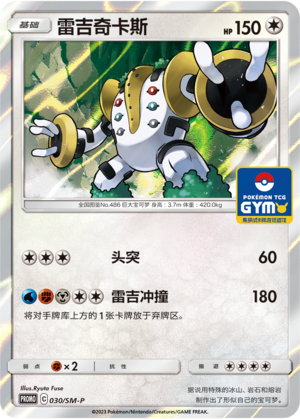 基础
雷吉奇卡斯
HP 150
全国图鉴No.486 巨大宝可梦 身高：3.7m 体重：420.0kg
POKÉMON TCG
GYM
头突 60
雷吉冲撞 180
将对手牌库上方的1张卡牌放于弃牌区。
弱点 ×2 抗性 撤退
Illus.Ryuta Fuse
PROMO C 030/SM-P
据说用特殊的冰山、岩石和熔岩
制作出了形似自己的宝可梦。
©2023 Pokémon/Nintendo/Creatures/GAME FREAK.